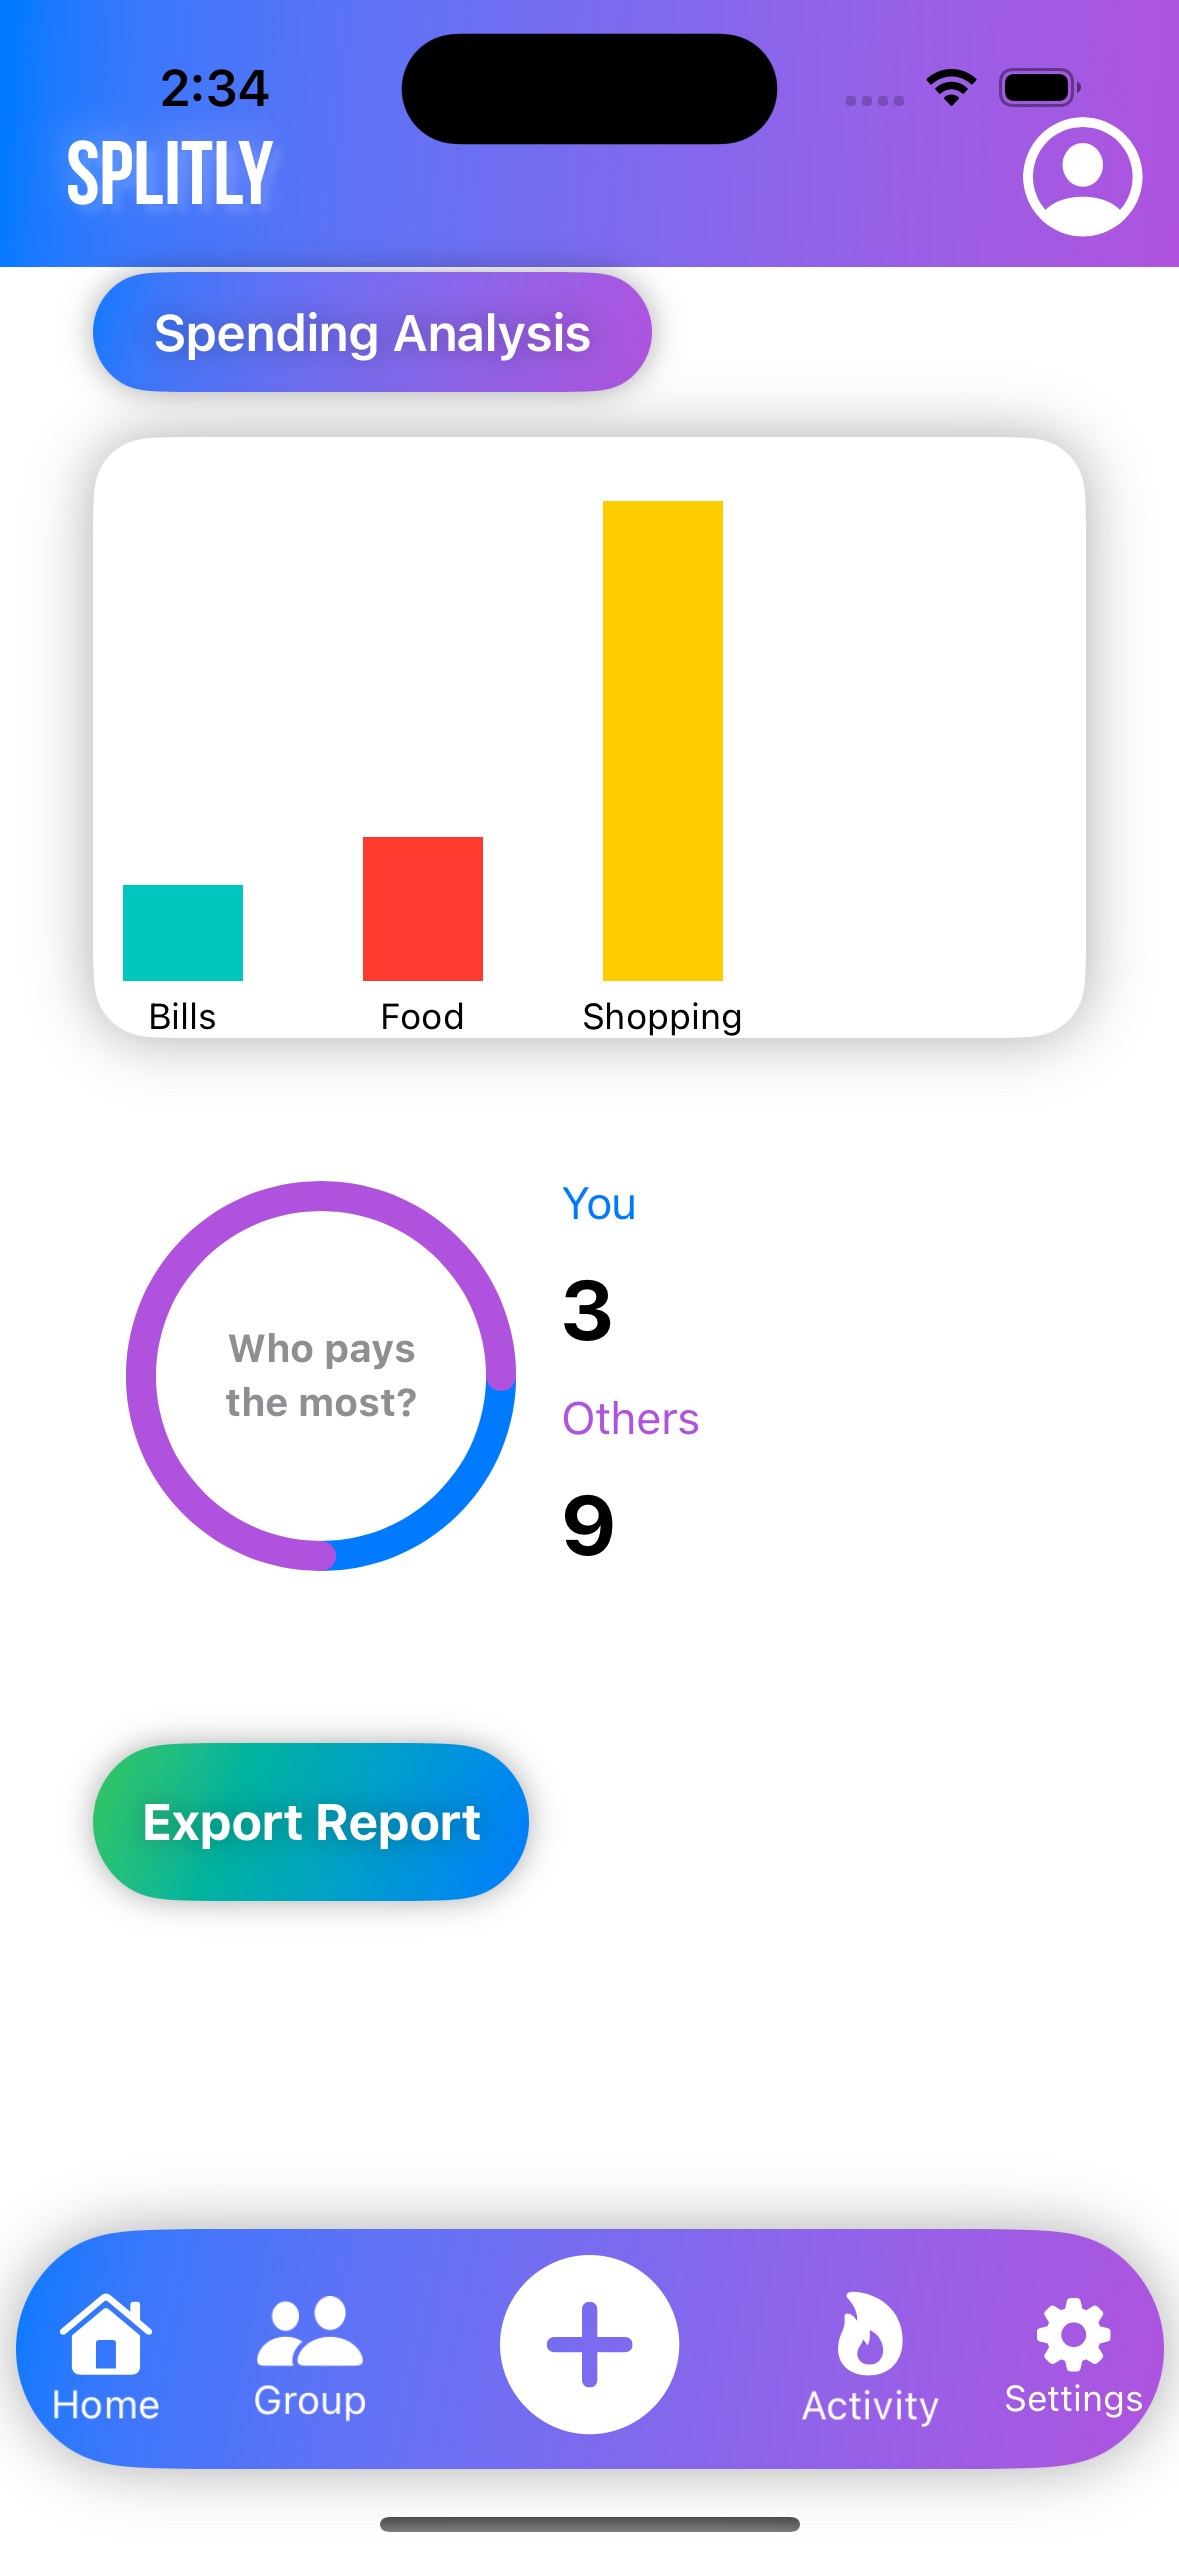 2:34
SPLITLY
Spending Analysis
Bills
Food
Shopping
Who pays
the most?
You
3
Others
9
Export Report
Home
Group
Activity
Settings